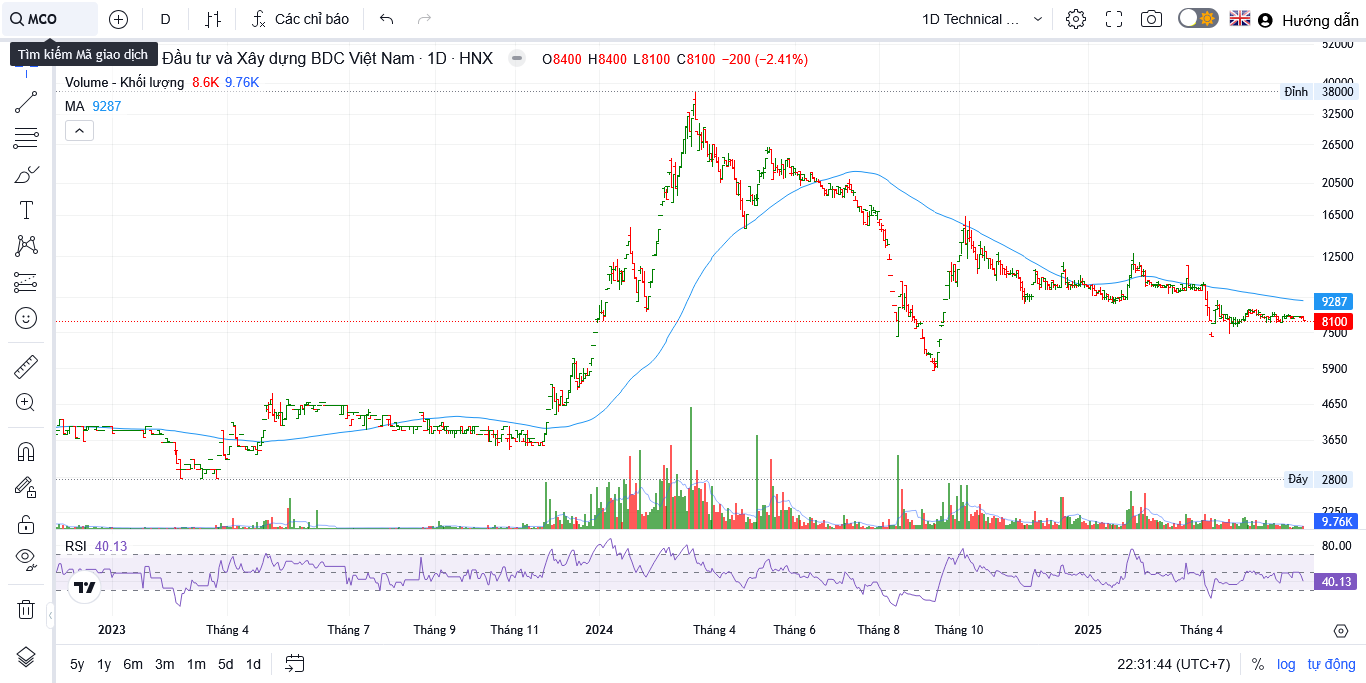 MCO
D
Các chỉ báo
1D Technical ...
Hướng dẫn
Tìm kiếm Mã giao dịch
Đầu tư và Xây dựng BDC Việt Nam · 1D · HNX
O8400 H8400 L8100 C8100 −200 (−2.41%)
Volume - Khối lượng 8.6K 9.76K
MA 9287
52000
40000
Đỉnh 38000
32500
26500
20500
16500
12500
9287
8100
7500
5900
4650
3650
Đáy 2800
2250
9.76K
RSI 40.13
80.00
40.13
2023 Tháng 4 Tháng 7 Tháng 9 Tháng 11 2024 Tháng 4 Tháng 6 Tháng 8 Tháng 10 2025 Tháng 4
5y 1y 6m 3m 1m 5d 1d
22:31:44 (UTC+7) % log tự động